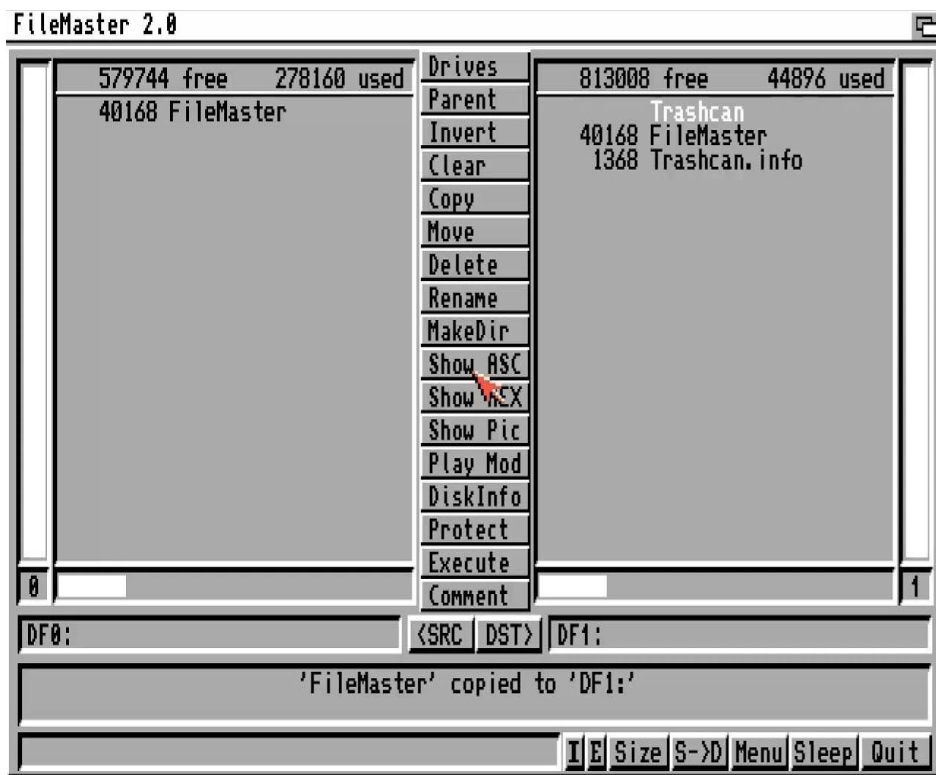 FileMaster 2.0
579744 free 278160 used
40168 FileMaster
Drives
Parent
Invert
Clear
Copy
Move
Delete
Rename
MakeDir
Show ASC
Show HEX
Show Pic
Play Mod
DiskInfo
Protect
Execute
Comment
813008 free 44896 used
Trashcan
40168 FileMaster
1368 Trashcan.info
0
1
DF0:
<SRC DST>
DF1:
'FileMaster' copied to 'DF1:'
I E Size S->D Menu Sleep Quit